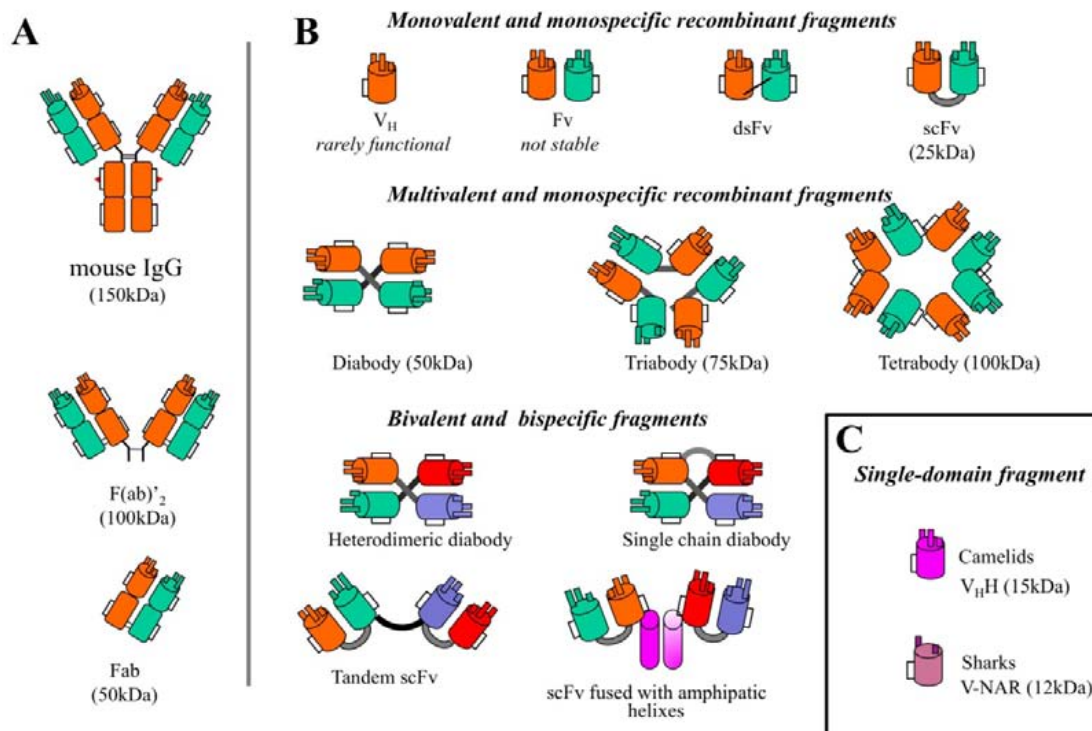 A
mouse IgG
(150kDa)
F(ab)’₂
(100kDa)
Fab
(50kDa)
B
Monovalent and monospecific recombinant fragments
V_H
rarely functional
Fv
not stable
dsFv
scFv
(25kDa)
Multivalent and monospecific recombinant fragments
Diabody (50kDa)
Triabody (75kDa)
Tetrabody (100kDa)
Bivalent and bispecific fragments
Heterodimeric diabody
Single chain diabody
Tandem scFv
scFv fused with amphipatic
helixes
C
Single-domain fragment
Camelids
V_HH (15kDa)
Sharks
V-NAR (12kDa)